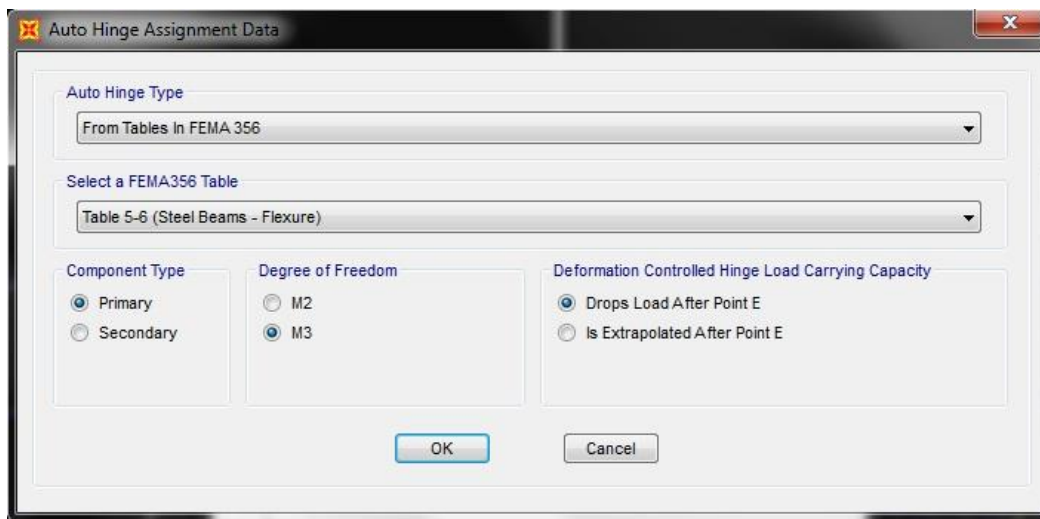 Auto Hinge Assignment Data
Auto Hinge Type
From Tables In FEMA 356
Select a FEMA356 Table
Table 5-6 (Steel Beams - Flexure)
Component Type
Primary
Secondary
Degree of Freedom
M2
M3
Deformation Controlled Hinge Load Carrying Capacity
Drops Load After Point E
Is Extrapolated After Point E
OK
Cancel